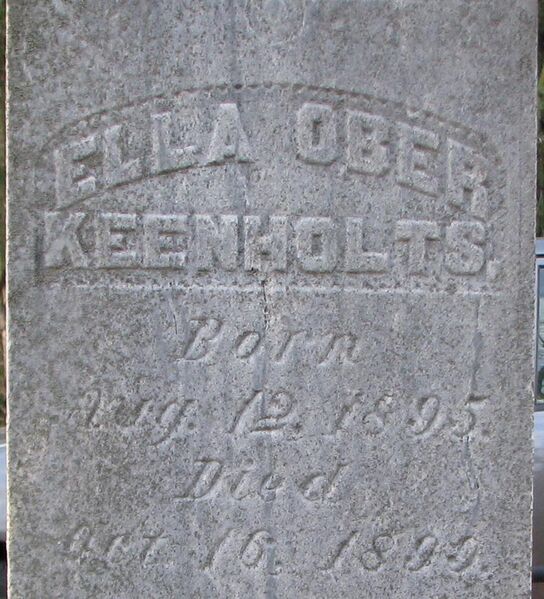 ELLA OBER
KEENHOLTS.
Born
Aug. 12, 1895.
Died
Oct. 16, 1899.